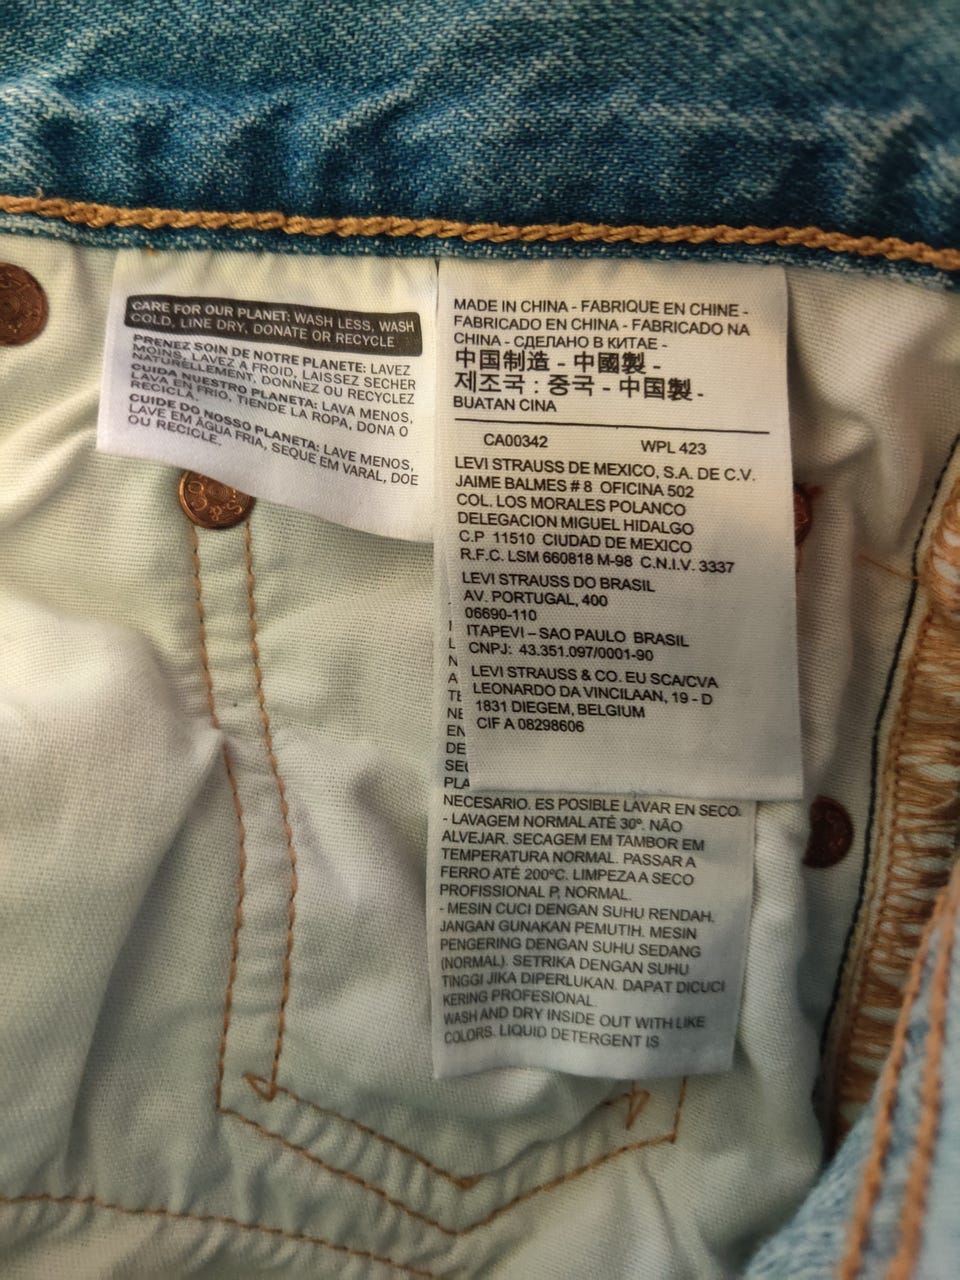 CARE FOR OUR PLANET: WASH LESS, WASH
COLD, LINE DRY, DONATE OR RECYCLE
PRENEZ SOIN DE NOTRE PLANETE: LAVEZ
MOINS, LAVEZ A FROID, LAISSEZ SECHER
NATURELLEMENT, DONNEZ OU RECYCLEZ
CUIDA NUESTRO PLANETA: LAVA MENOS,
LAVA EN FRIO, TIENDE LA ROPA, DONA O
RECICLA.
CUIDE DO NOSSO PLANETA: LAVE MENOS,
LAVE EM ÁGUA FRIA, SEQUE EM VARAL, DOE
OU RECICLE.
MADE IN CHINA - FABRIQUE EN CHINE -
FABRICADO EN CHINA - FABRICADO NA
CHINA - СДЕЛАНО В КИТАЕ -
中国制造 - 中國製 -
제조국 : 중국 - 中国製 -
BUATAN CINA
CA00342 WPL 423
LEVI STRAUSS DE MEXICO, S.A. DE C.V.
JAIME BALMES # 8 OFICINA 502
COL. LOS MORALES POLANCO
DELEGACION MIGUEL HIDALGO
C.P 11510 CIUDAD DE MEXICO
R.F.C. LSM 660818 M-98 C.N.I.V. 3337
LEVI STRAUSS DO BRASIL
AV. PORTUGAL, 400
06690-110
ITAPEVI – SAO PAULO BRASIL
CNPJ: 43.351.097/0001-90
LEVI STRAUSS & CO. EU SCA/CVA
LEONARDO DA VINCILAAN, 19 - D
1831 DIEGEM, BELGIUM
CIF A 08298606
NECESARIO. ES POSIBLE LAVAR EN SECO.
- LAVAGEM NORMAL ATÉ 30º. NÃO
ALVEJAR. SECAGEM EM TAMBOR EM
TEMPERATURA NORMAL. PASSAR A
FERRO ATÉ 200ºC. LIMPEZA A SECO
PROFISSIONAL P, NORMAL.
- MESIN CUCI DENGAN SUHU RENDAH.
JANGAN GUNAKAN PEMUTIH. MESIN
PENGERING DENGAN SUHU SEDANG
(NORMAL). SETRIKA DENGAN SUHU
TINGGI JIKA DIPERLUKAN. DAPAT DICUCI
KERING PROFESIONAL.
WASH AND DRY INSIDE OUT WITH LIKE
COLORS. LIQUID DETERGENT IS